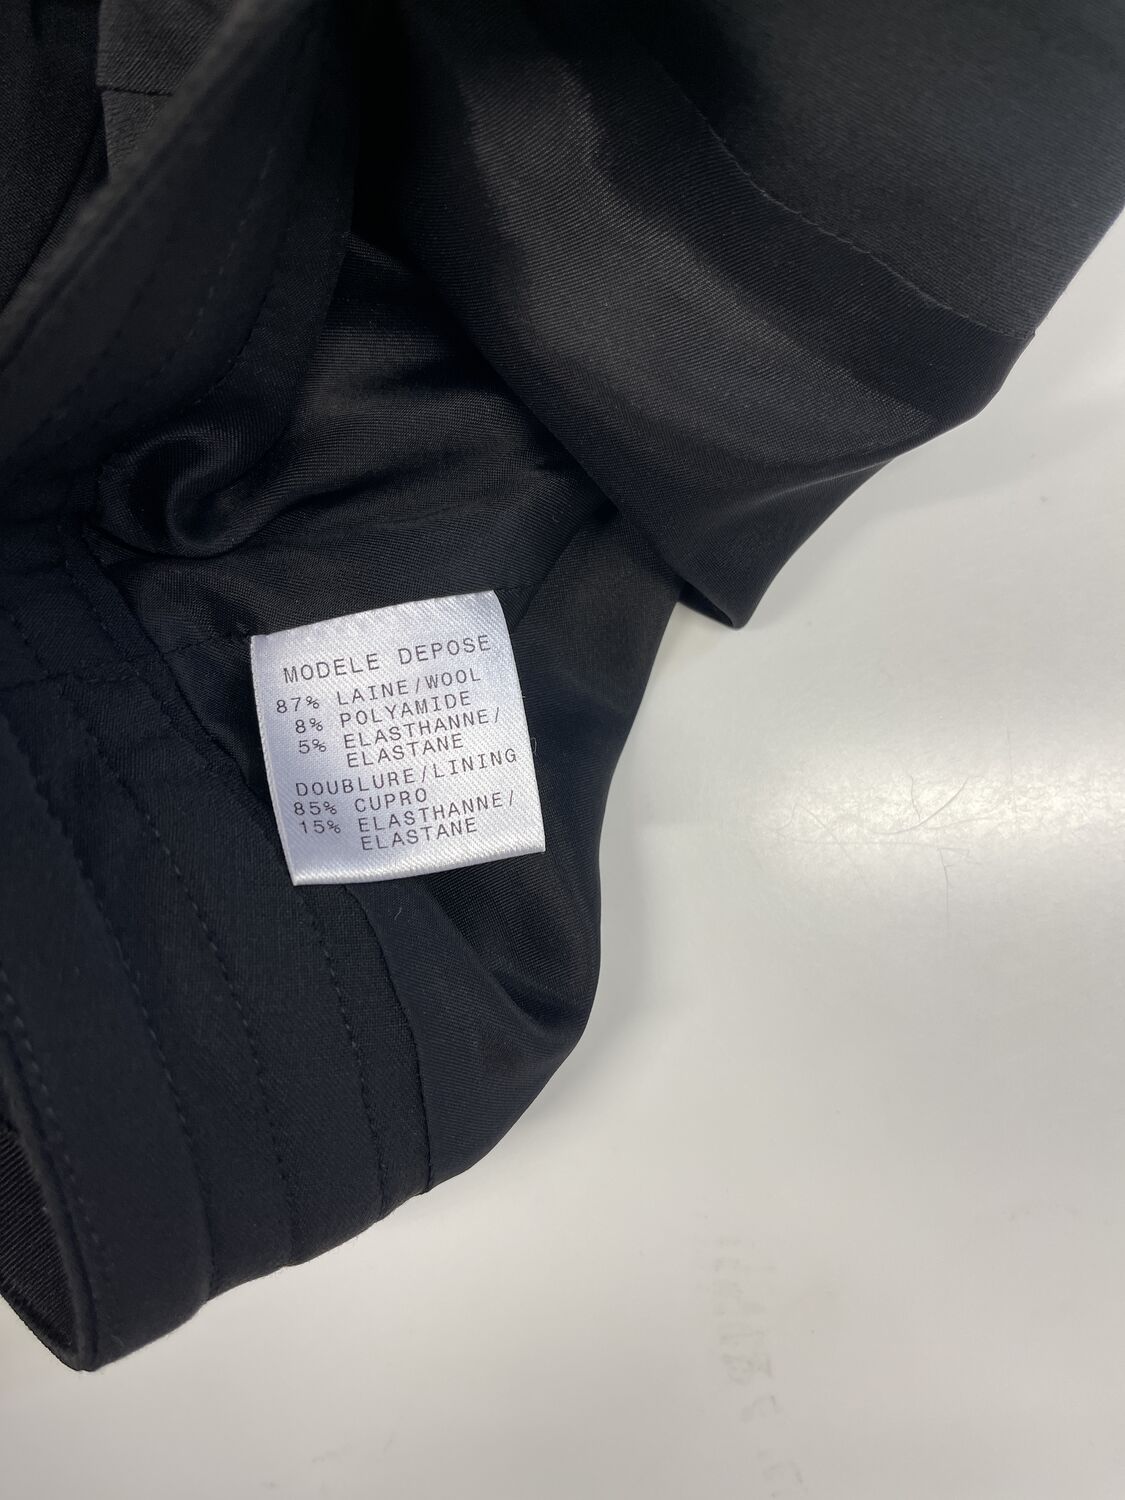 MODELE DEPOSE
87% LAINE/WOOL
8% POLYAMIDE
5% ELASTHANNE/
ELASTANE
DOUBLURE/LINING
85% CUPRO
15% ELASTHANNE/
ELASTANE